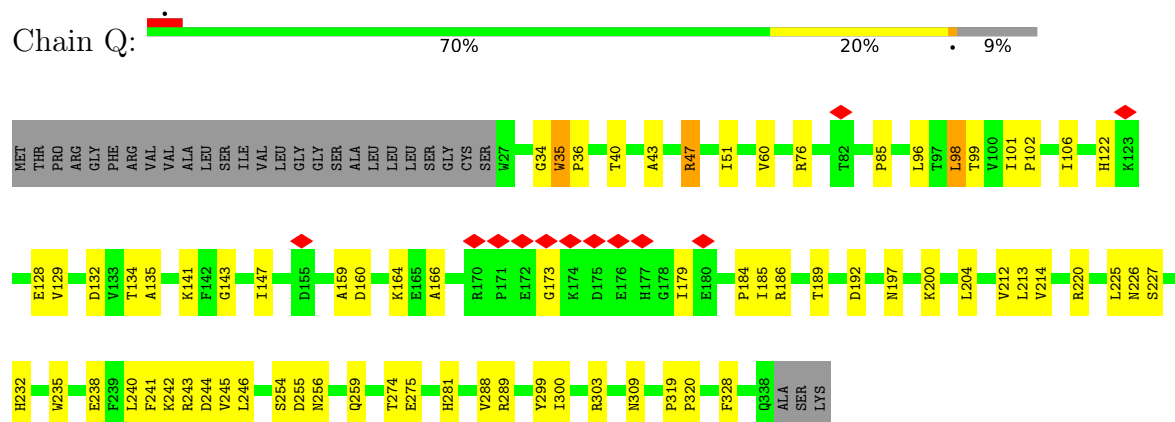 Chain Q:
70% 20% • 9%
MET THR PRO ARG GLY PHE ARG VAL VAL ALA LEU SER ILE VAL LEU GLY GLY SER ALA LEU LEU LEU SER GLY CYS SER W27 G34 W35 P36 T40 A43 R47 I51 V60 R76 T82 P85 L96 T97 L98 T99 V100 I101 P102 I106 H122 K123
E128 V129 D132 V133 T134 A135 K141 F142 G143 I147 D155 A159 D160 K164 E165 A166 R170 P171 E172 G173 K174 D175 E176 H177 G178 I179 E180 P184 I185 R186 T189 D192 N197 K200 L204 V212 L213 V214 R220 L225 N226 S227
H232 W235 E238 F239 L240 F241 K242 R243 D244 V245 L246 S254 D255 N256 Q259 T274 E275 H281 V288 R289 Y299 I300 R303 N309 P319 P320 F328 Q338 ALA SER LYS